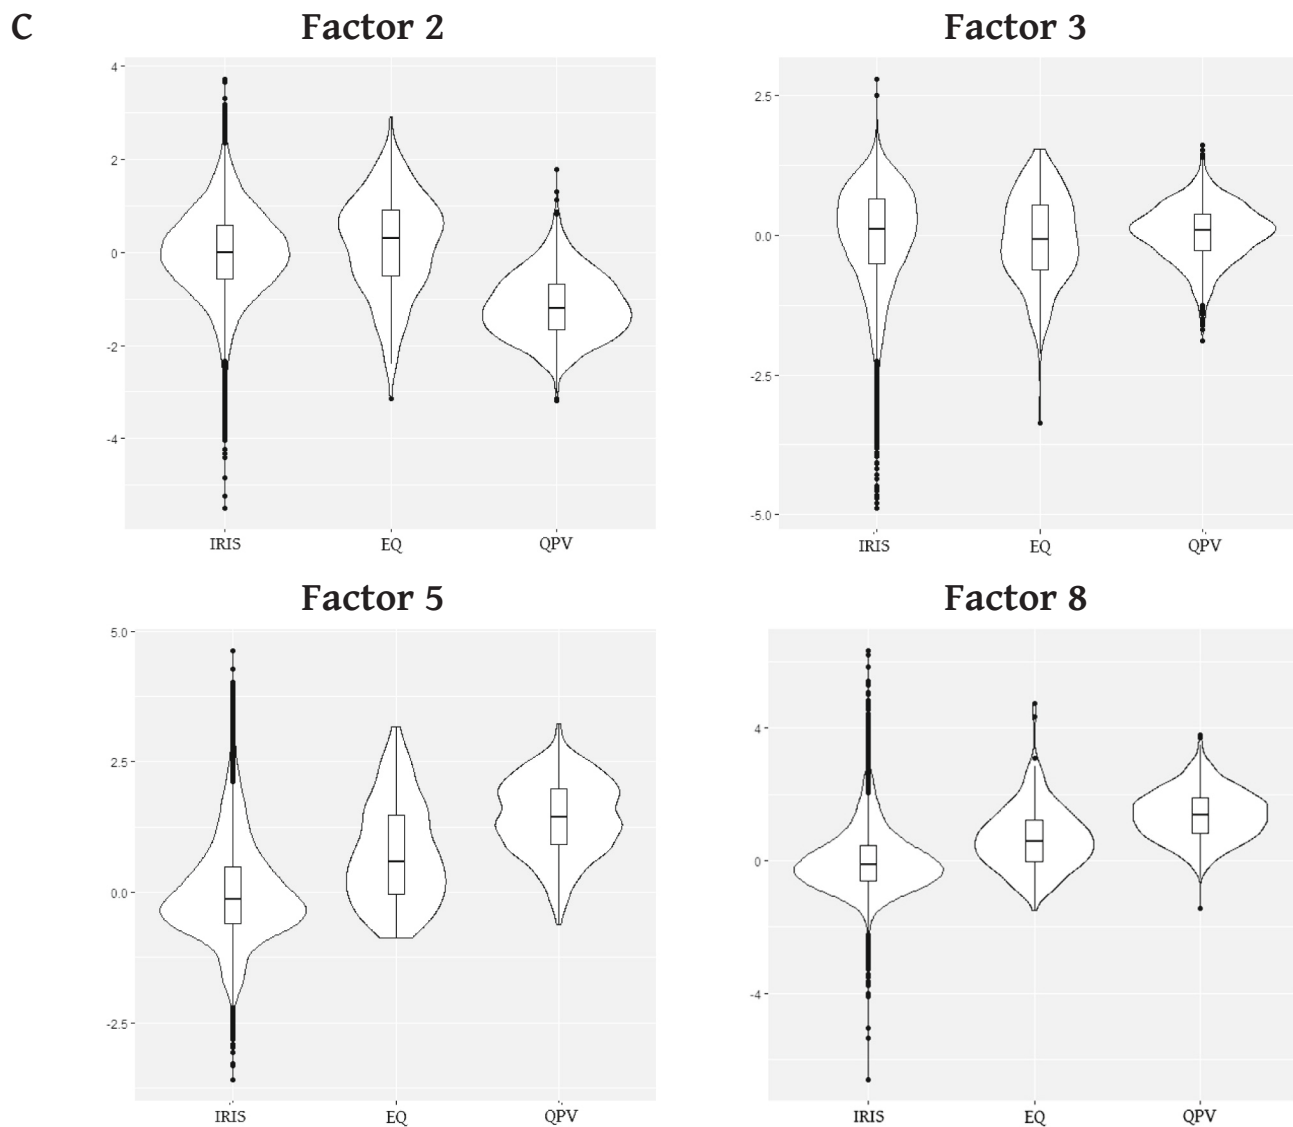 C
Factor 2
Factor 3
4
2
0
-2
-4
IRIS
EQ
QPV
2.5
0.0
-2.5
-5.0
IRIS
EQ
QPV
Factor 5
Factor 8
5.0
2.5
0.0
-2.5
IRIS
EQ
QPV
4
0
-4
IRIS
EQ
QPV